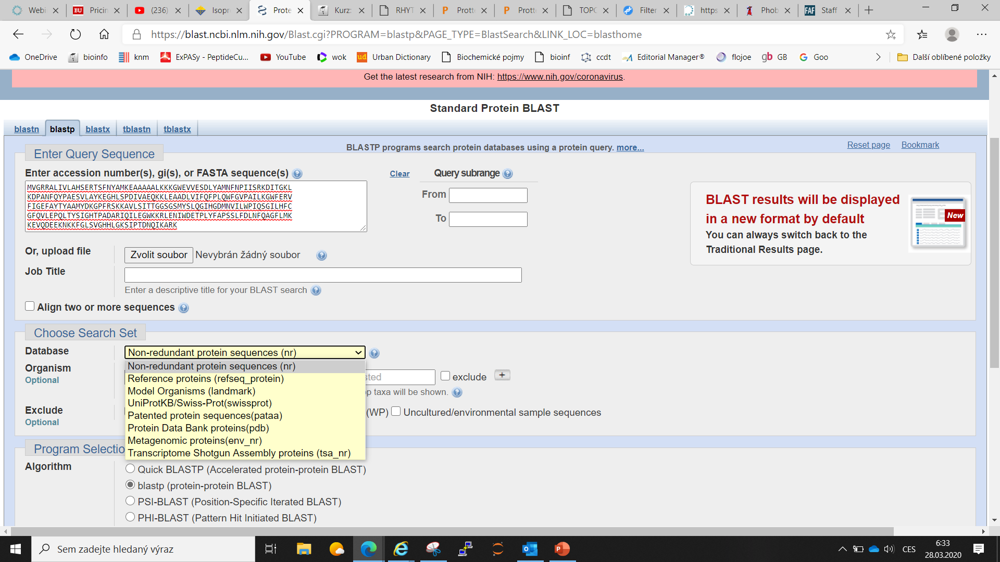 Webi
BU Pricin
(236)
Isopro
Prote
Kurz:
RHYT
P Prott
P Prott
TOPC
Filter
https
Phob
FAF Staff
https://blast.ncbi.nlm.nih.gov/Blast.cgi?PROGRAM=blastp&PAGE_TYPE=BlastSearch&LINK_LOC=blasthome
OneDrive bioinfo knm ExPASy - PeptideCu... YouTube wok ud Urban Dictionary Biochemické pojmy bioinf ccdt Editorial Manager® flojoe gb GB Goo Další oblíbené položky
Get the latest research from NIH: https://www.nih.gov/coronavirus.
Standard Protein BLAST
blastn blastp blastx tblastn tblastx
Enter Query Sequence
BLASTP programs search protein databases using a protein query. more...
Reset page Bookmark
Enter accession number(s), gi(s), or FASTA sequence(s)
Clear
Query subrange
MVGRRALIVLAHSERTSFNYAMKEAAAAALKKKGWEVVESDLYAMNFNPIISRKDITGKL
KDPANFQYPAESVLAYKEGHLSPDIVAEQKKLEAADLVIFQFPLQWFGVPAILKGWFERV
FIGEFAYTYAAMYDKGPFRSKKAVLSITTGGSGSMYSLQGIHGDMNVILWPIQSGILHFC
GFQVLEPQLTYSIGHTPADARIQILEGWKKRLENIWDETPLYFAPSSLFDLNFQAGFLMK
KEVQDEEKNKKFGLSVGHHLGKSIPTDNQIKARK
From
To
BLAST results will be displayed
in a new format by default
You can always switch back to the
Traditional Results page.
New
Or, upload file
Zvolit soubor Nevybrán žádný soubor
Job Title
Enter a descriptive title for your BLAST search
Align two or more sequences
Choose Search Set
Database
Non-redundant protein sequences (nr)
Non-redundant protein sequences (nr)
Reference proteins (refseq_protein)
Model Organisms (landmark)
UniProtKB/Swiss-Prot(swissprot)
Patented protein sequences(pataa)
Protein Data Bank proteins(pdb)
Metagenomic proteins(env_nr)
Transcriptome Shotgun Assembly proteins (tsa_nr)
Organism
Optional
sted
exclude
+
p taxa will be shown.
Exclude
Optional
(WP) Uncultured/environmental sample sequences
Program Selectio
Algorithm
Quick BLASTP (Accelerated protein-protein BLAST)
blastp (protein-protein BLAST)
PSI-BLAST (Position-Specific Iterated BLAST)
PHI-BLAST (Pattern Hit Initiated BLAST)
Sem zadejte hledaný výraz
CES
6:33
28.03.2020